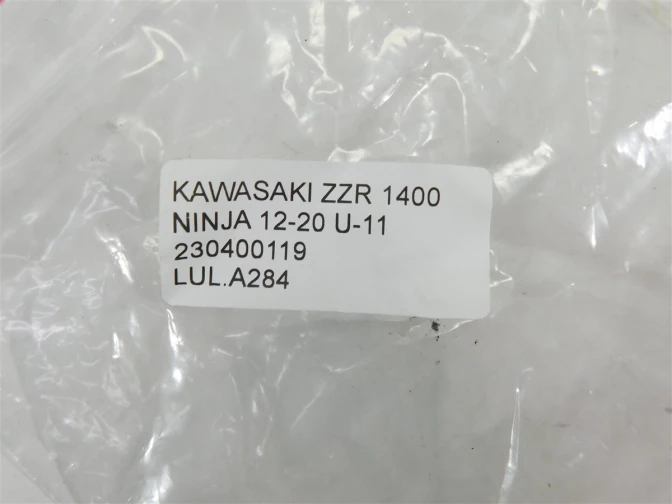 KAWASAKI ZZR 1400
NINJA 12-20 U-11
230400119
LUL.A284